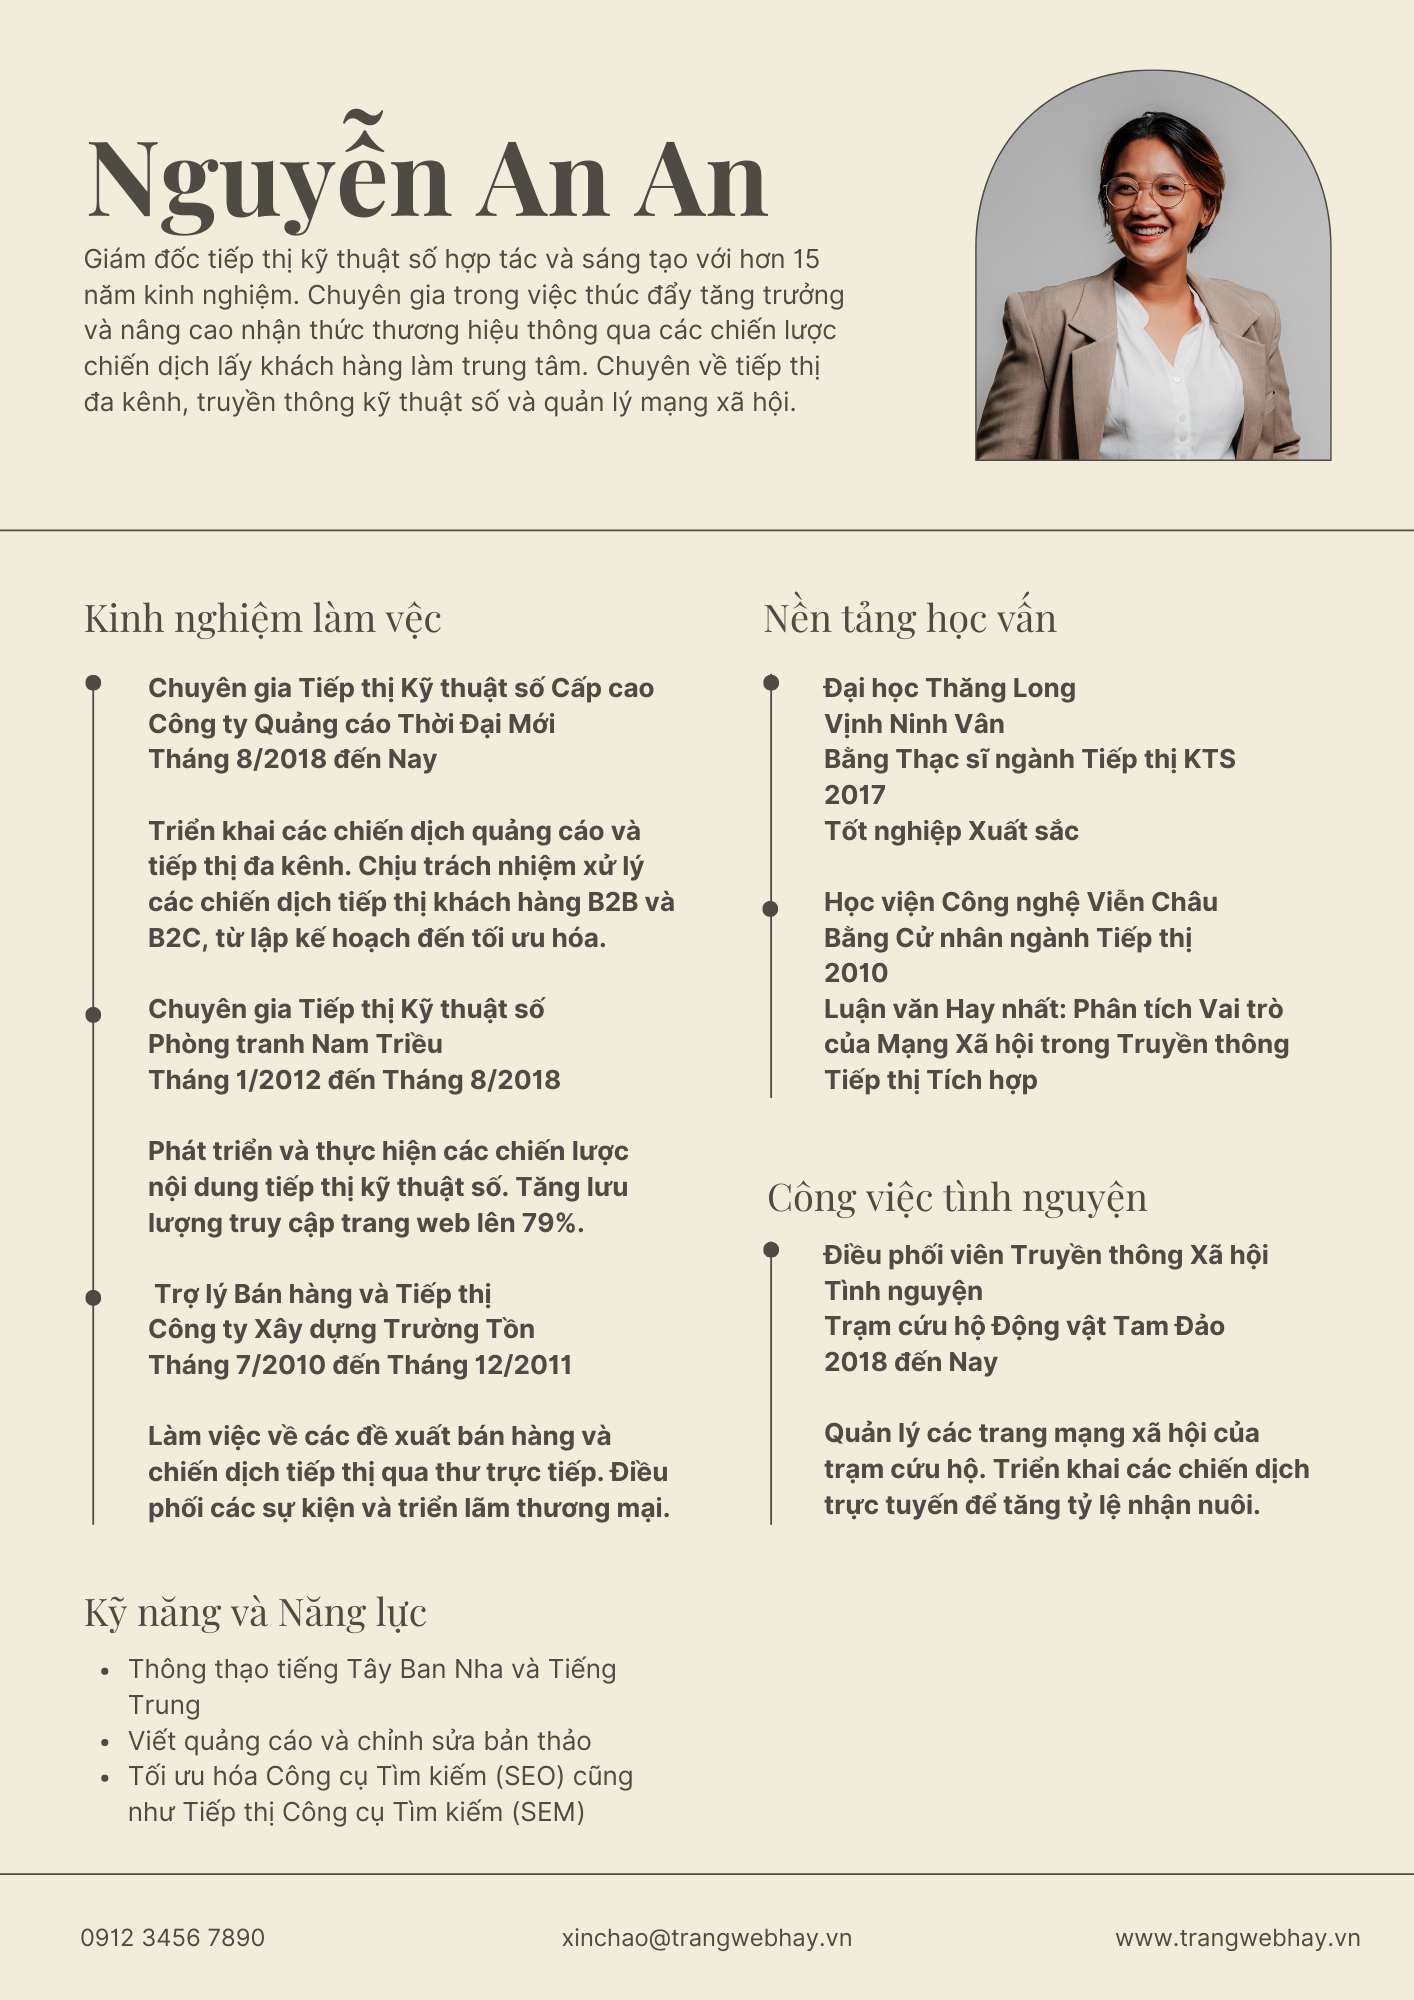 Nguyễn An An
Giám đốc tiếp thị kỹ thuật số hợp tác và sáng tạo với hơn 15
năm kinh nghiệm. Chuyên gia trong việc thúc đẩy tăng trưởng
và nâng cao nhận thức thương hiệu thông qua các chiến lược
chiến dịch lấy khách hàng làm trung tâm. Chuyên về tiếp thị
đa kênh, truyền thông kỹ thuật số và quản lý mạng xã hội.
Kinh nghiệm làm vệc
Chuyên gia Tiếp thị Kỹ thuật số Cấp cao
Công ty Quảng cáo Thời Đại Mới
Tháng 8/2018 đến Nay
Triển khai các chiến dịch quảng cáo và
tiếp thị đa kênh. Chịu trách nhiệm xử lý
các chiến dịch tiếp thị khách hàng B2B và
B2C, từ lập kế hoạch đến tối ưu hóa.
Chuyên gia Tiếp thị Kỹ thuật số
Phòng tranh Nam Triều
Tháng 1/2012 đến Tháng 8/2018
Phát triển và thực hiện các chiến lược
nội dung tiếp thị kỹ thuật số. Tăng lưu
lượng truy cập trang web lên 79%.
Trợ lý Bán hàng và Tiếp thị
Công ty Xây dựng Trường Tồn
Tháng 7/2010 đến Tháng 12/2011
Làm việc về các đề xuất bán hàng và
chiến dịch tiếp thị qua thư trực tiếp. Điều
phối các sự kiện và triển lãm thương mại.
Kỹ năng và Năng lực
• Thông thạo tiếng Tây Ban Nha và Tiếng
Trung
• Viết quảng cáo và chỉnh sửa bản thảo
• Tối ưu hóa Công cụ Tìm kiếm (SEO) cũng
như Tiếp thị Công cụ Tìm kiếm (SEM)
Nền tảng học vấn
Đại học Thăng Long
Vịnh Ninh Vân
Bằng Thạc sĩ ngành Tiếp thị KTS
2017
Tốt nghiệp Xuất sắc
Học viện Công nghệ Viễn Châu
Bằng Cử nhân ngành Tiếp thị
2010
Luận văn Hay nhất: Phân tích Vai trò
của Mạng Xã hội trong Truyền thông
Tiếp thị Tích hợp
Công việc tình nguyện
Điều phối viên Truyền thông Xã hội
Tình nguyện
Trạm cứu hộ Động vật Tam Đảo
2018 đến Nay
Quản lý các trang mạng xã hội của
trạm cứu hộ. Triển khai các chiến dịch
trực tuyến để tăng tỷ lệ nhận nuôi.
0912 3456 7890
xinchao@trangwebhay.vn
www.trangwebhay.vn